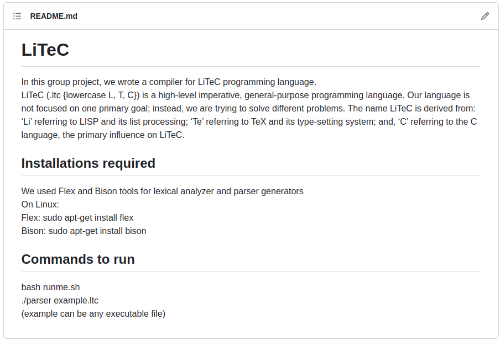 README.md
LiTeC
In this group project, we wrote a compiler for LiTeC programming language.
LiTeC (.ltc {lowercase L, T, C}) is a high-level imperative, general-purpose programming language. Our language is
not focused on one primary goal; instead, we are trying to solve different problems. The name LiTeC is derived from:
'Li' referring to LISP and its list processing; 'Te' referring to TeX and its type-setting system; and, 'C' referring to the C
language, the primary influence on LiTeC.
Installations required
We used Flex and Bison tools for lexical analyzer and parser generators
On Linux:
Flex: sudo apt-get install flex
Bison: sudo apt-get install bison
Commands to run
bash runme.sh
./parser example.ltc
(example can be any executable file)